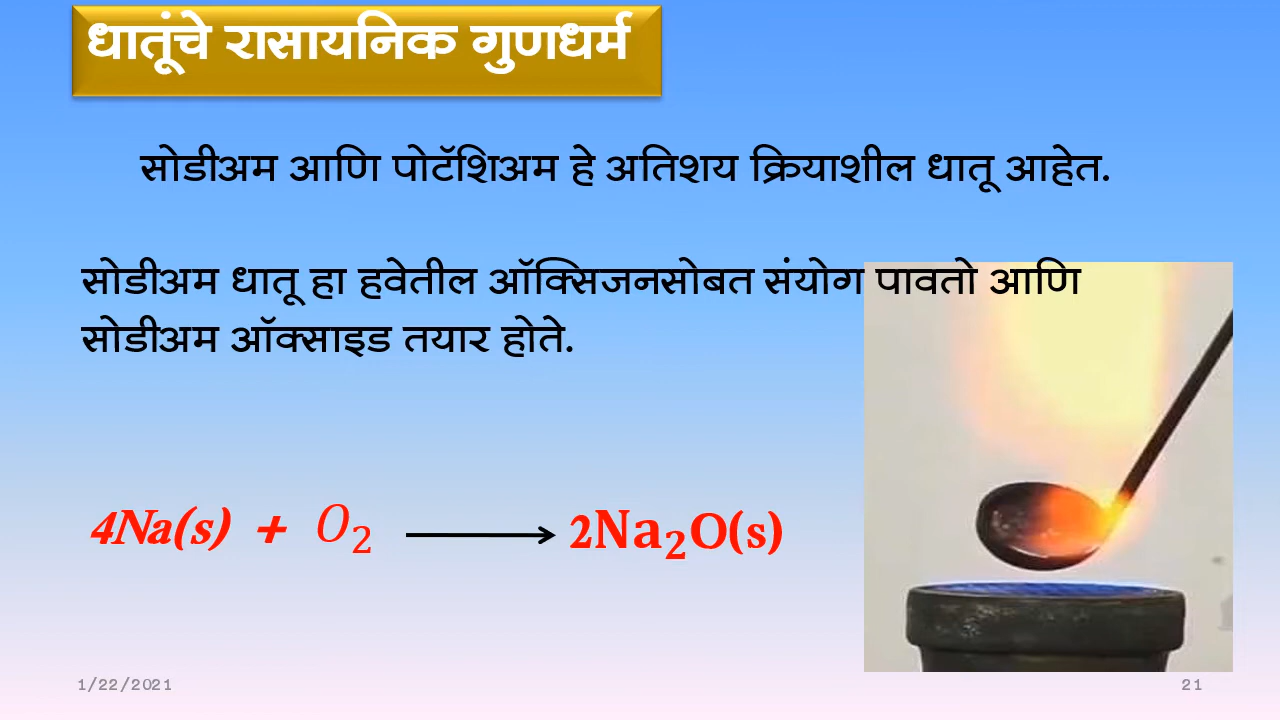 धातूंचे रासायनिक गुणधर्म
सोडीअम आणि पोटॅशिअम हे अतिशय क्रियाशील धातू आहेत.
सोडीअम धातू हा हवेतील ऑक्सिजनसोबत संयोग पावतो आणि
सोडीअम ऑक्साइड तयार होते.
4Na(s) + O₂ ⟶ 2Na₂O(s)
1/22/2021
21